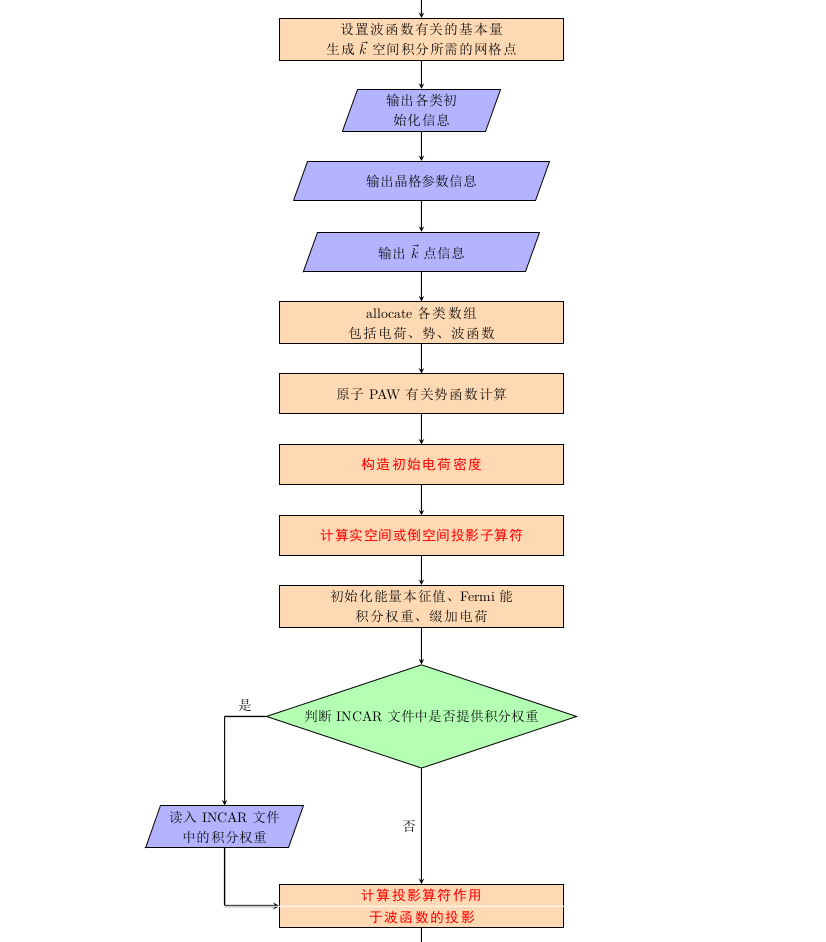 设置波函数有关的基本量
生成 k⃗ 空间积分所需的网格点
输出各类初
始化信息
输出晶格参数信息
输出 k⃗ 点信息
allocate 各类数组
包括电荷、势、波函数
原子 PAW 有关势函数计算
构造初始电荷密度
计算实空间或倒空间投影子算符
初始化能量本征值、Fermi 能
积分权重、缀加电荷
是
判断 INCAR 文件中是否提供积分权重
读入 INCAR 文件
中的积分权重
否
计算投影算符作用
于波函数的投影